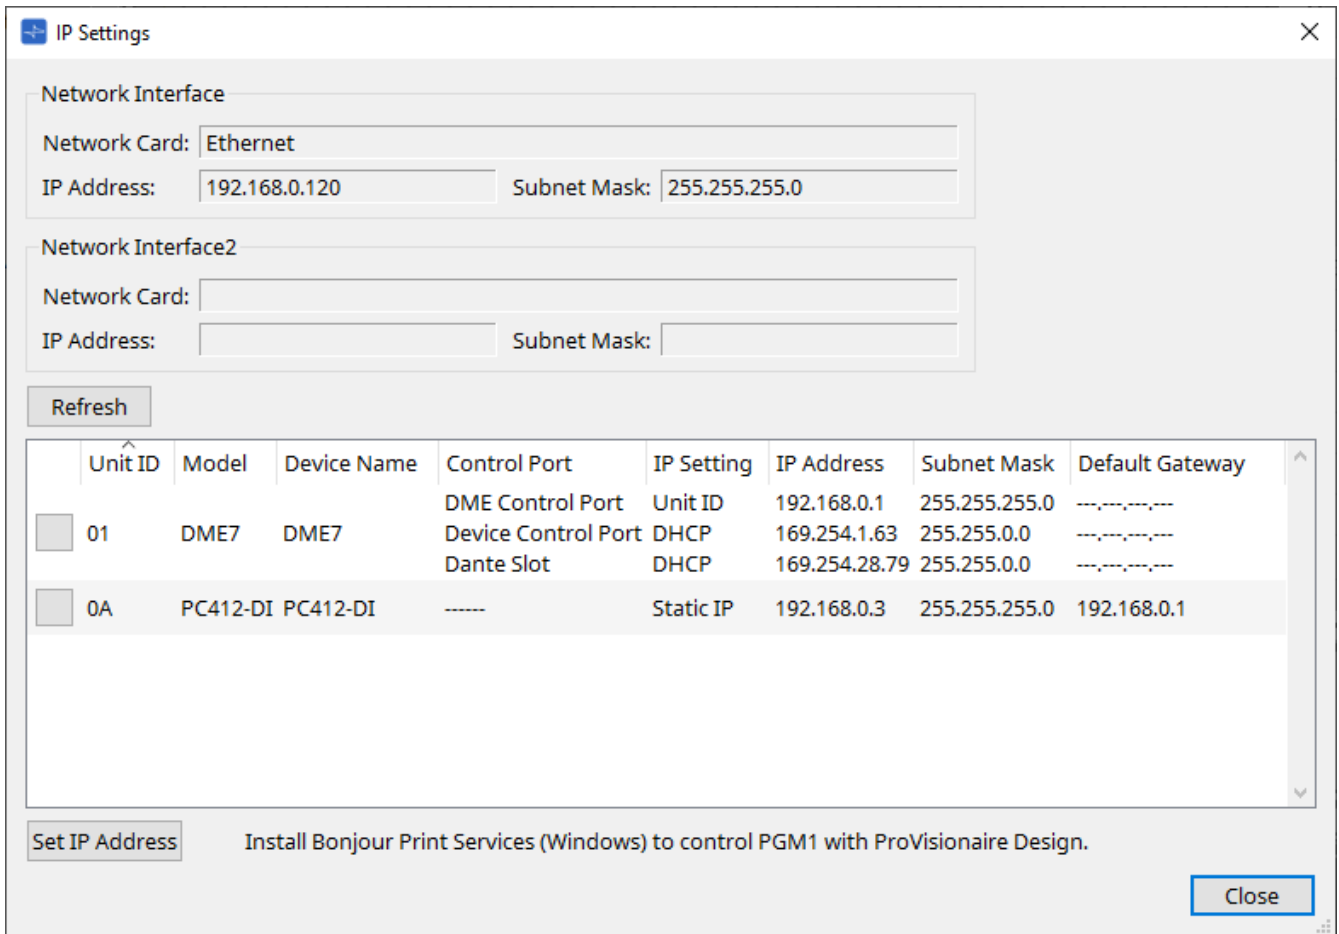 IP Settings
Network Interface
Network Card: Ethernet
IP Address: 192.168.0.120 Subnet Mask: 255.255.255.0
Network Interface2
Network Card:
IP Address: Subnet Mask:
Refresh
Unit ID Model Device Name Control Port IP Setting IP Address Subnet Mask Default Gateway
DME Control Port Unit ID 192.168.0.1 255.255.255.0 ---.---.---.---
01 DME7 DME7 Device Control Port DHCP 169.254.1.63 255.255.0.0 ---.---.---.---
Dante Slot DHCP 169.254.28.79 255.255.0.0 ---.---.---.---
0A PC412-DI PC412-DI ------ Static IP 192.168.0.3 255.255.255.0 192.168.0.1
Set IP Address Install Bonjour Print Services (Windows) to control PGM1 with ProVisionaire Design.
Close